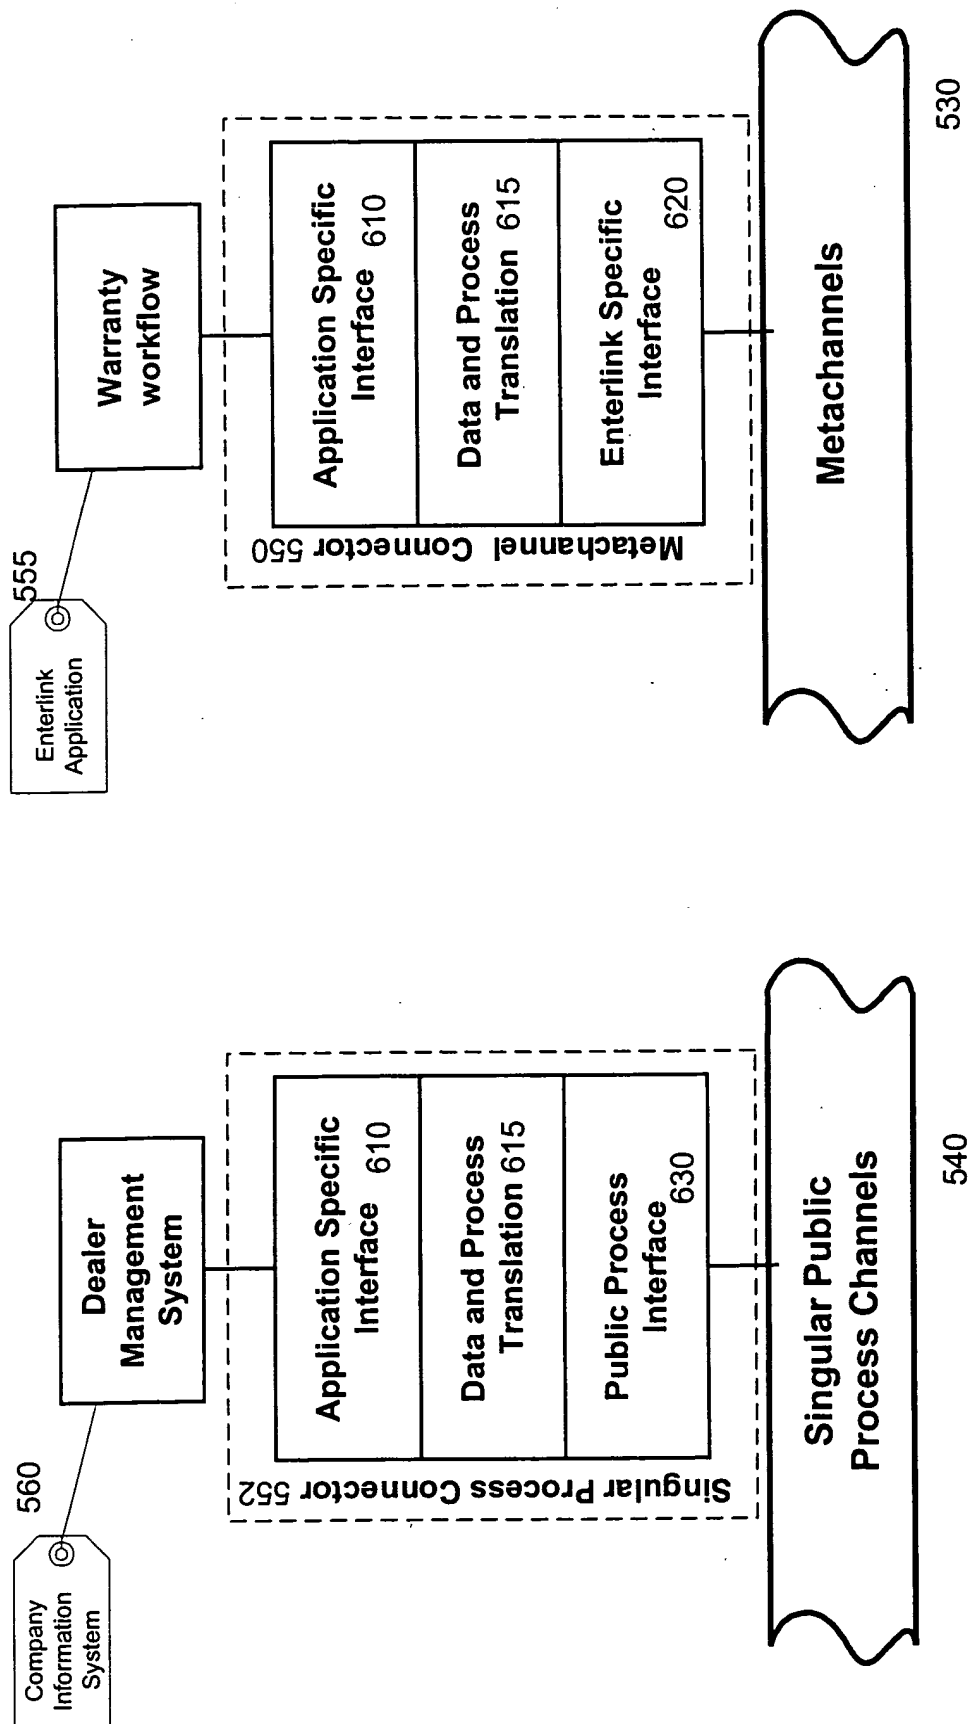 Company
Information
System
560
Dealer
Management
System
Singular Process Connector 552
Application Specific
Interface 610
Data and Process
Translation 615
Public Process
Interface 630
Singular Public
Process Channels
540
Enterlink
Application
555
Warranty
workflow
Metachannel Connector 550
Application Specific
Interface 610
Data and Process
Translation 615
Enterlink Specific
Interface 620
Metachannels
530